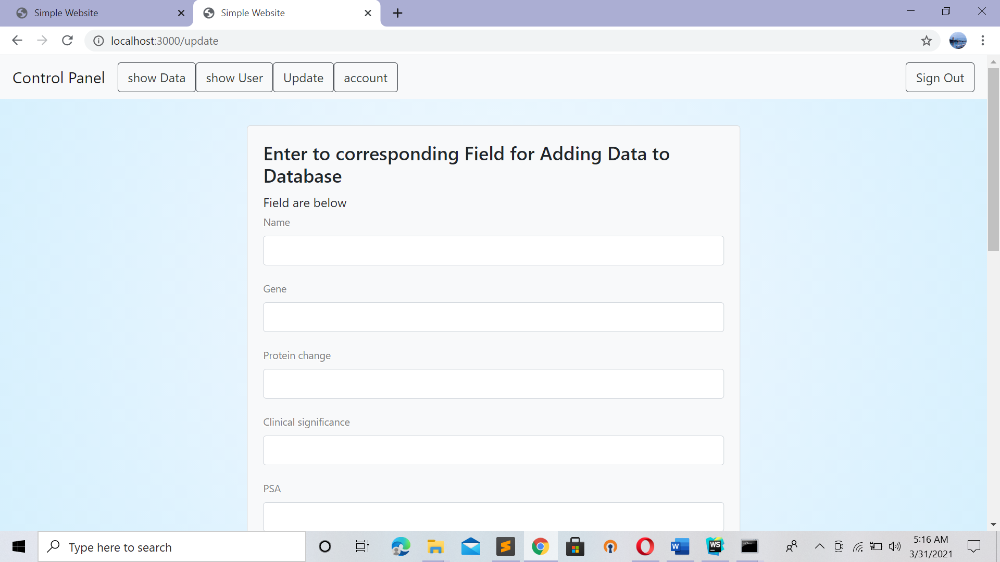 Simple Website
Simple Website
localhost:3000/update
Control Panel
show Data
show User
Update
account
Sign Out
Enter to corresponding Field for Adding Data to
Database
Field are below
Name
Gene
Protein change
Clinical significance
PSA
Type here to search
W
WS
C:\
5:16 AM
3/31/2021